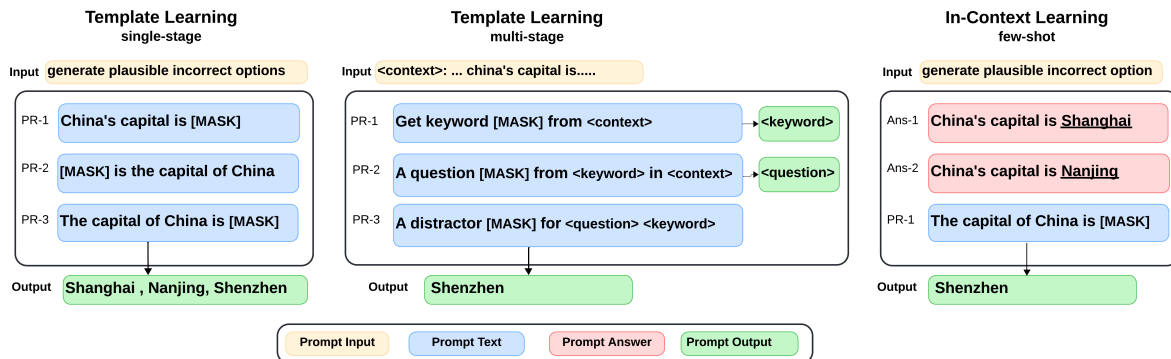 Template Learning
single-stage
Input generate plausible incorrect options
PR-1 China's capital is [MASK]
PR-2 [MASK] is the capital of China
PR-3 The capital of China is [MASK]
Output Shanghai , Nanjing, Shenzhen
Template Learning
multi-stage
Input <context>: ... china's capital is.....
PR-1 Get keyword [MASK] from <context> <keyword>
PR-2 A question [MASK] from <keyword> in <context> <question>
PR-3 A distractor [MASK] for <question> <keyword>
Output Shenzhen
In-Context Learning
few-shot
Input generate plausible incorrect option
Ans-1 China's capital is Shanghai
Ans-2 China's capital is Nanjing
PR-1 The capital of China is [MASK]
Output Shenzhen
Prompt Input Prompt Text Prompt Answer Prompt Output